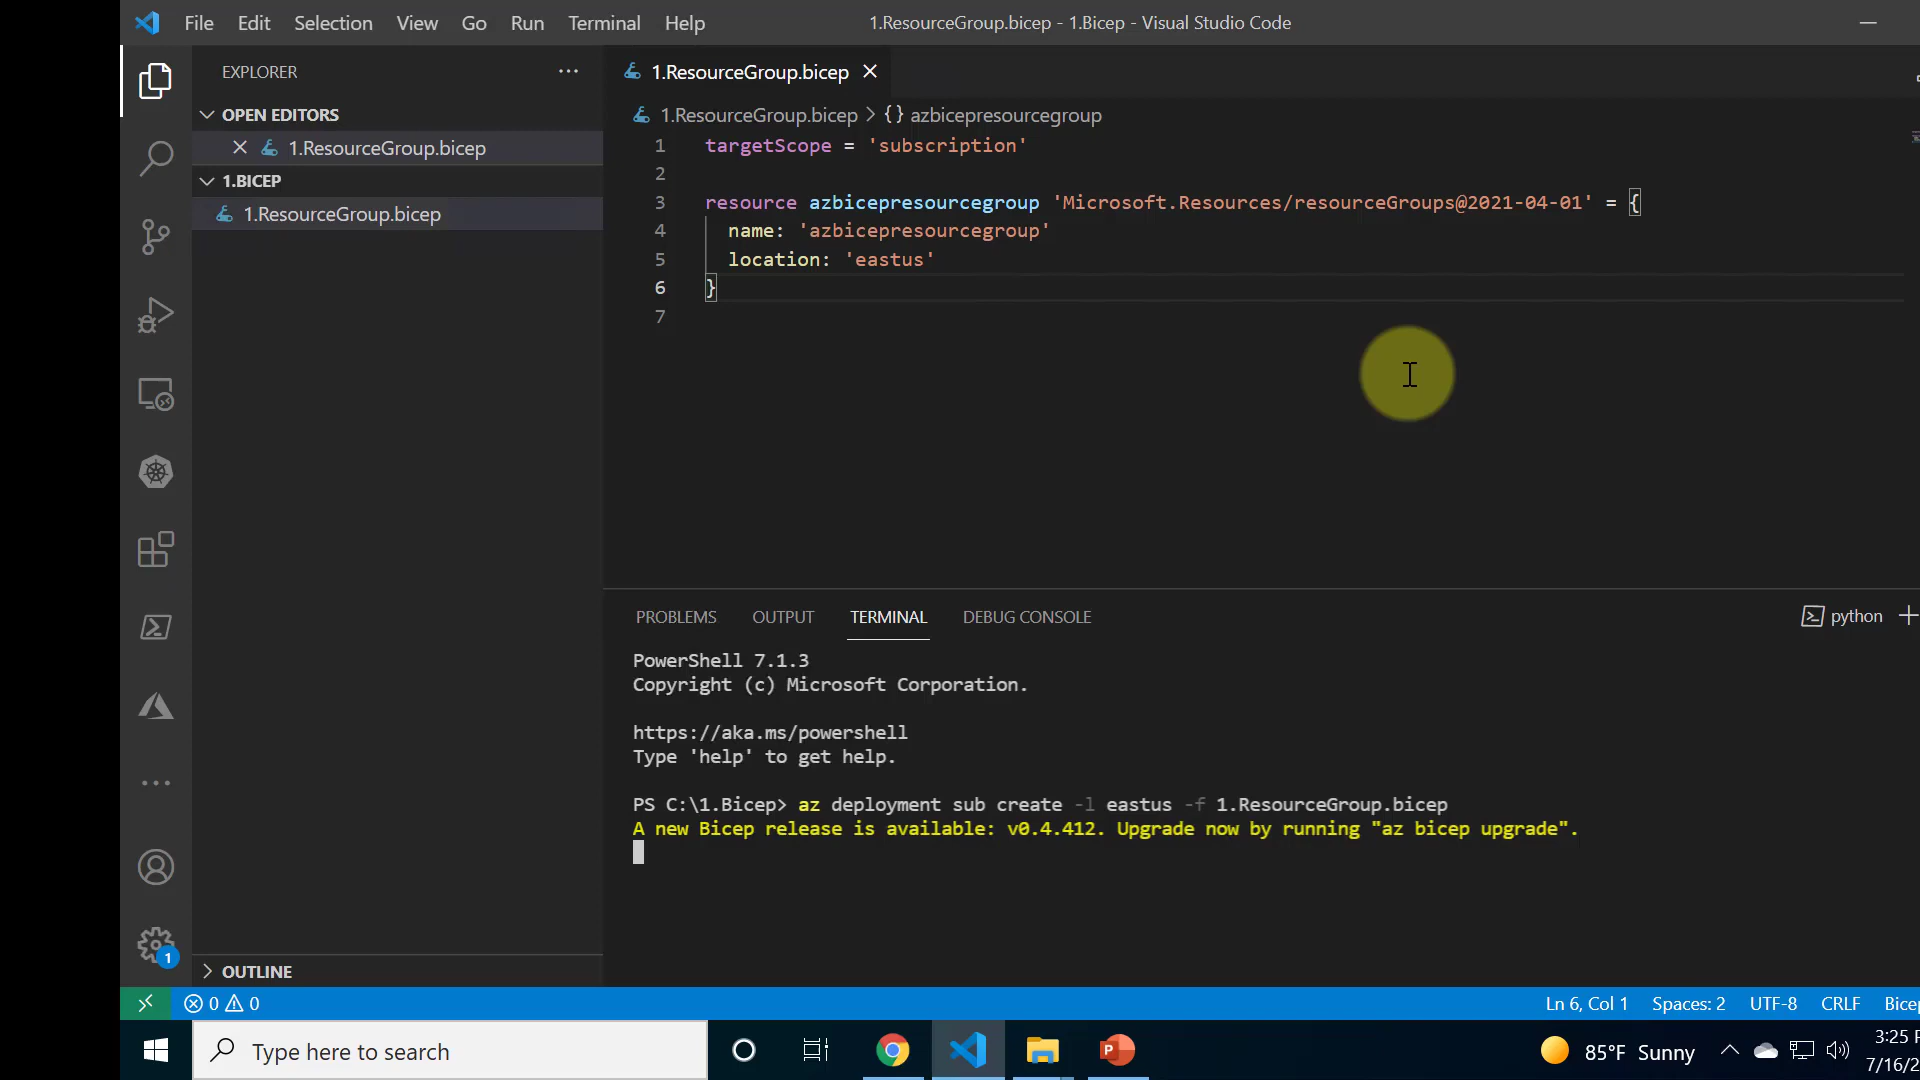 File Edit Selection View Go Run Terminal Help 1.ResourceGroup.bicep - 1.Bicep - Visual Studio Code
EXPLORER
OPEN EDITORS
1.ResourceGroup.bicep
1.BICEP
1.ResourceGroup.bicep
OUTLINE
1
1.ResourceGroup.bicep
1.ResourceGroup.bicep > {} azbicepresourcegroup
1 targetScope = 'subscription'
2
3 resource azbicepresourcegroup 'Microsoft.Resources/resourceGroups@2021-04-01' = {
4 name: 'azbicepresourcegroup'
5 location: 'eastus'
6 }
7
PROBLEMS OUTPUT TERMINAL DEBUG CONSOLE python
PowerShell 7.1.3
Copyright (c) Microsoft Corporation.
https://aka.ms/powershell
Type 'help' to get help.
PS C:\1.Bicep> az deployment sub create -l eastus -f 1.ResourceGroup.bicep
A new Bicep release is available: v0.4.412. Upgrade now by running "az bicep upgrade".
0 0 Ln 6, Col 1 Spaces: 2 UTF-8 CRLF
Type here to search
85°F Sunny
3:25
7/16/2